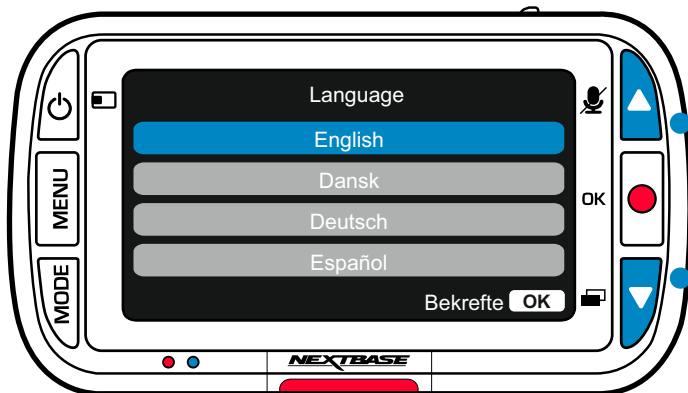 Language
English
Dansk
Deutsch
Español
Bekrefte OK
MENU
MODE
OK
NEXTBASE